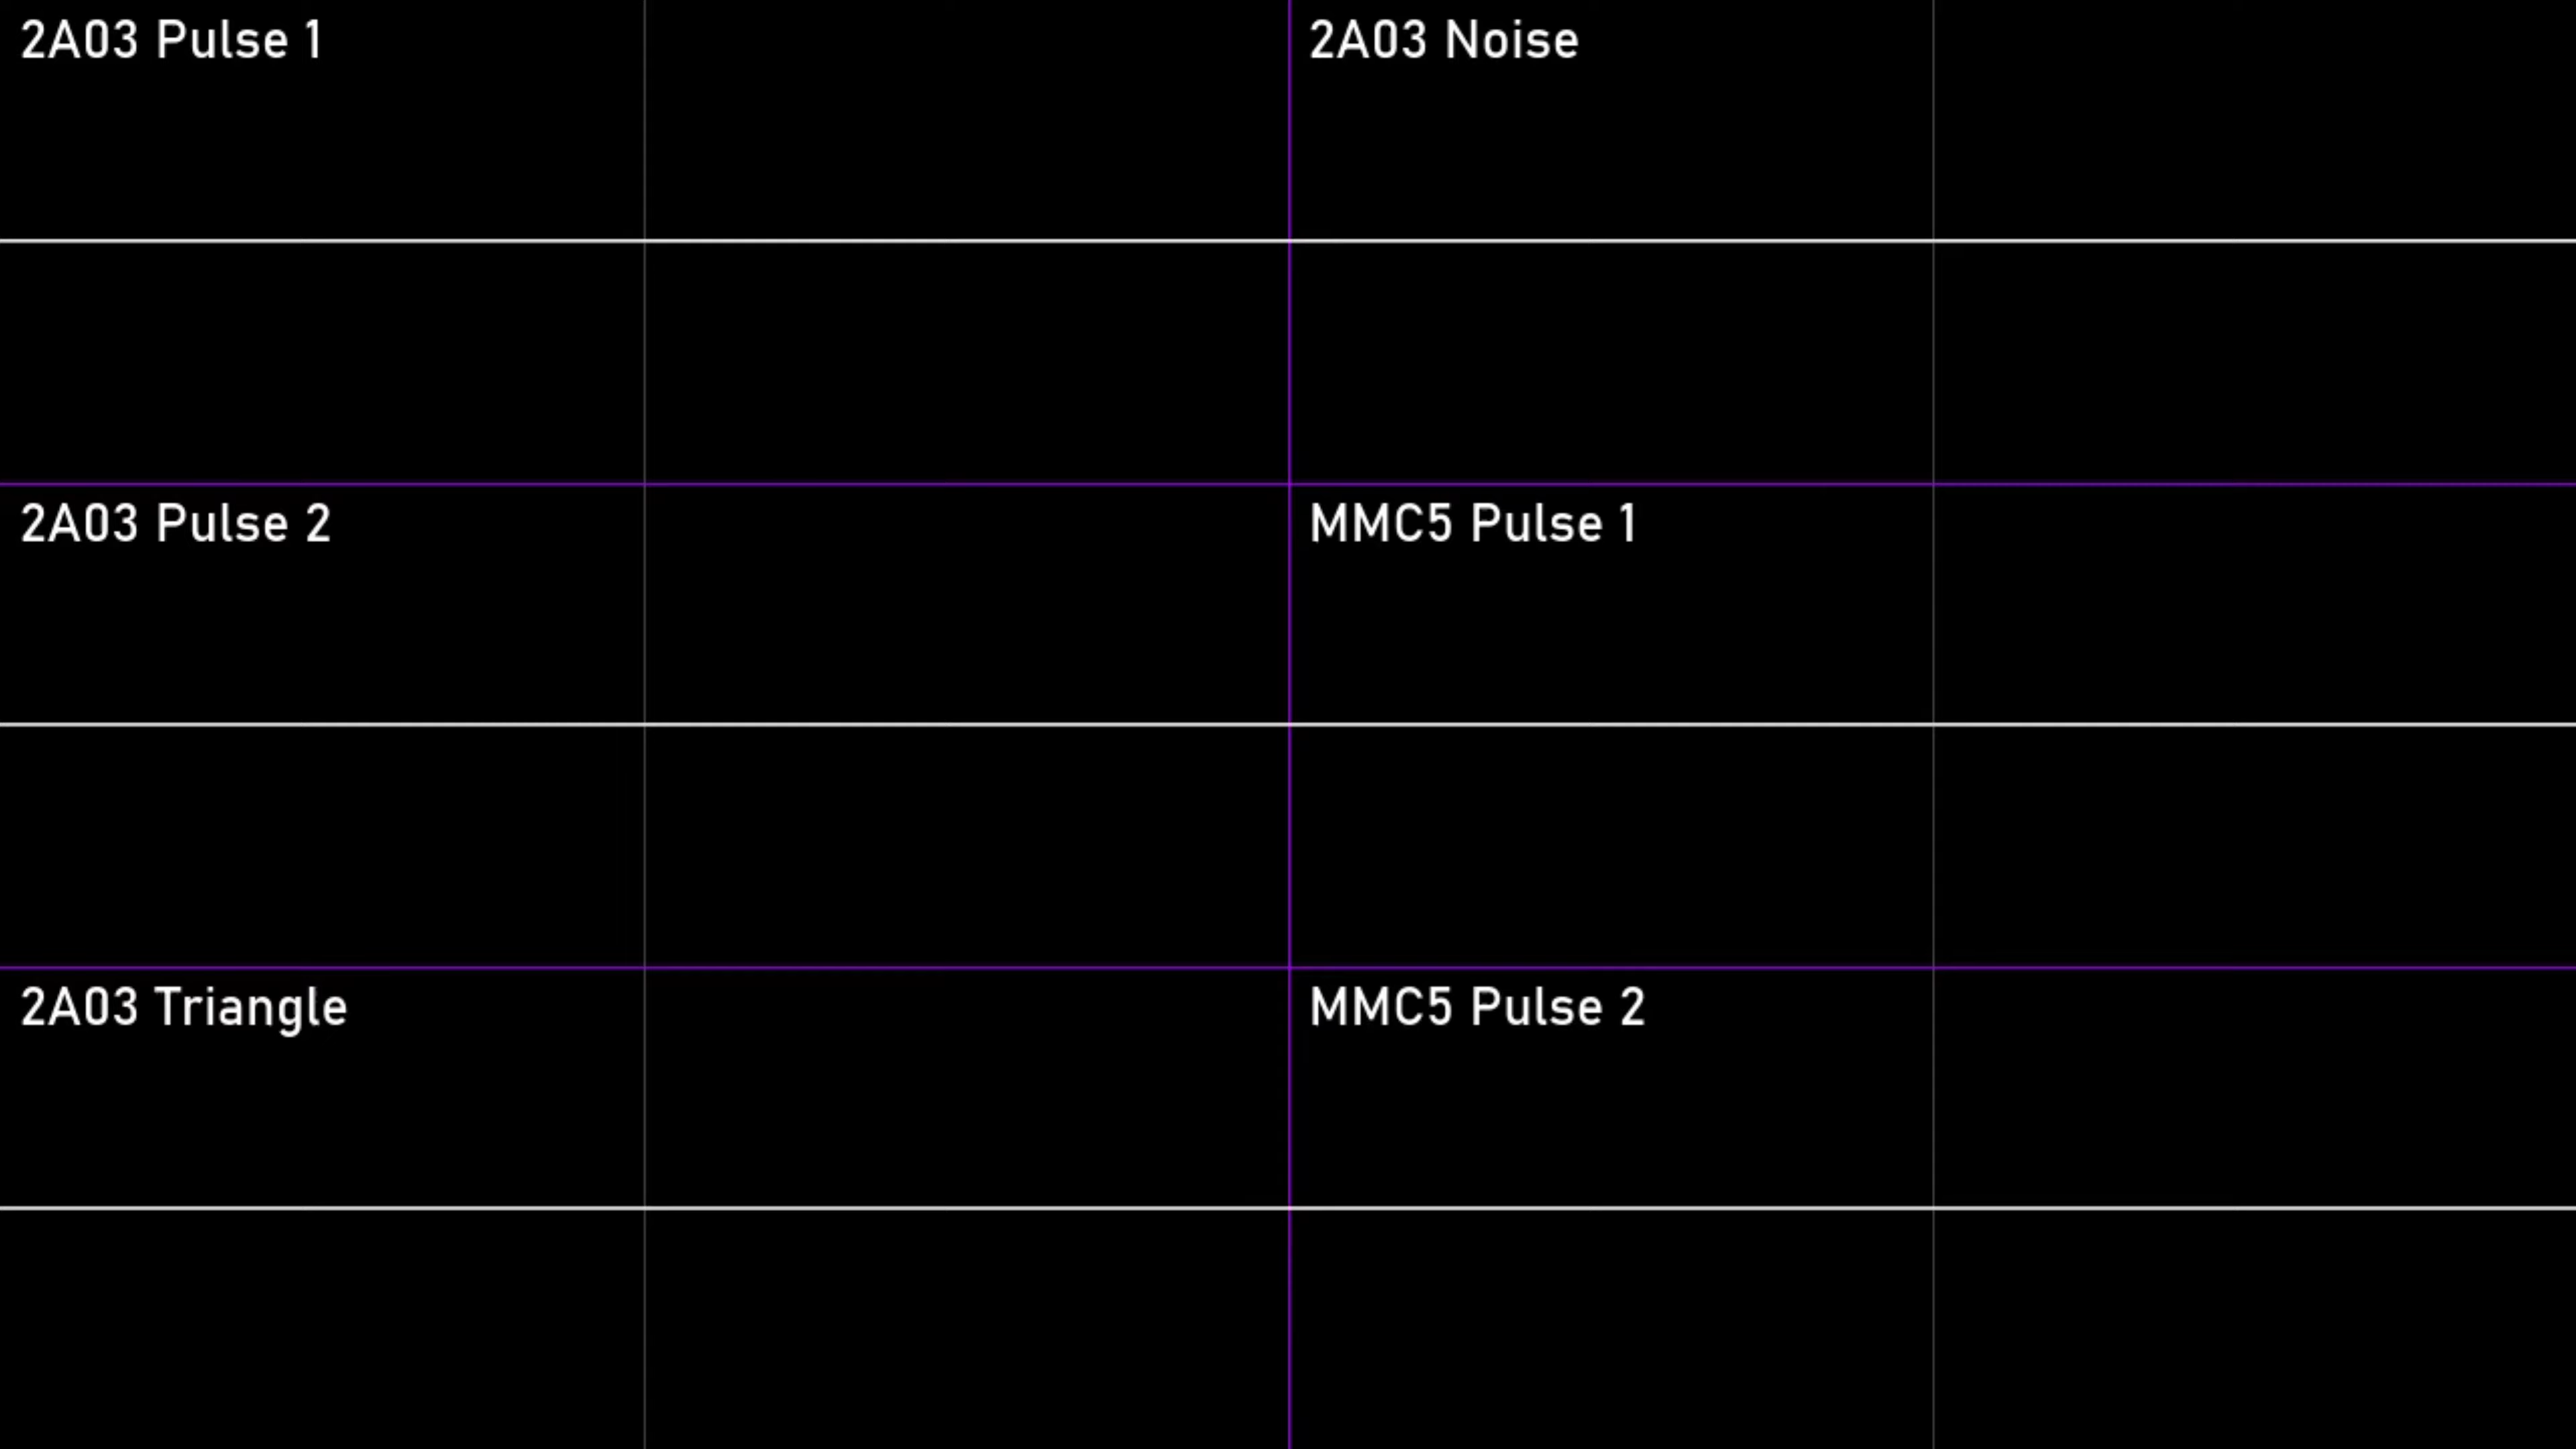 2A03 Pulse 1
2A03 Noise
2A03 Pulse 2
MMC5 Pulse 1
2A03 Triangle
MMC5 Pulse 2